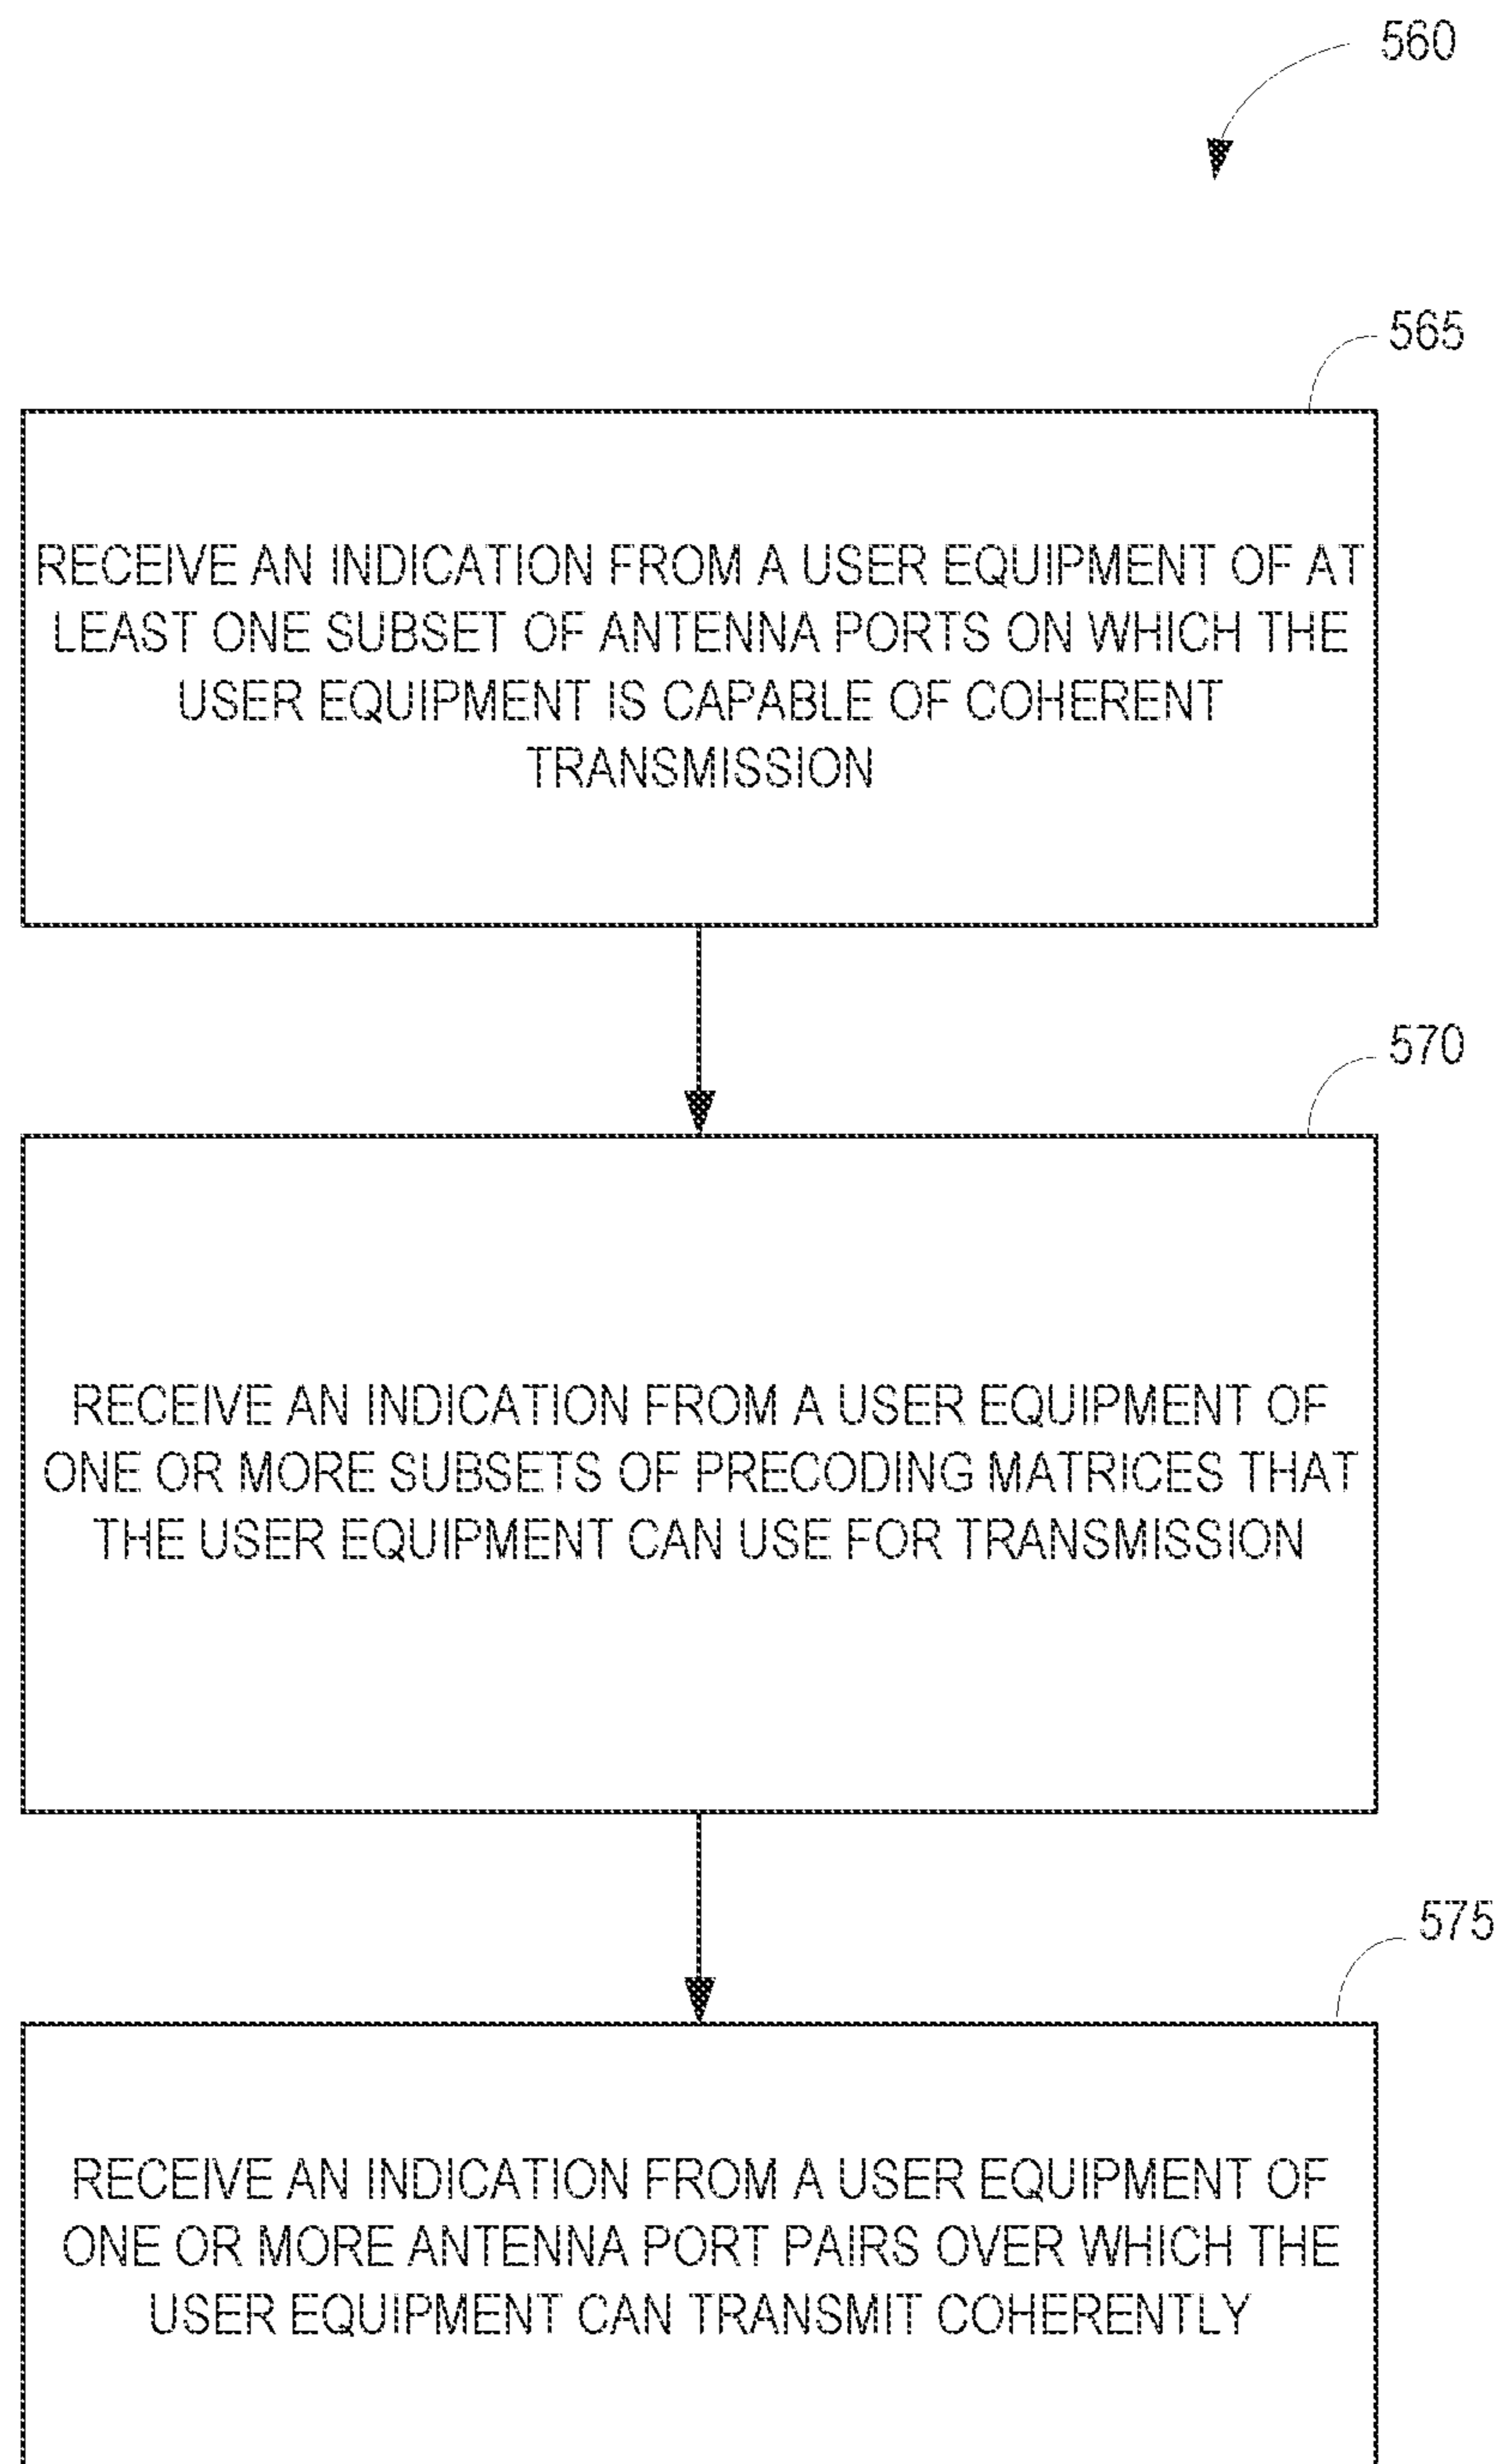 560
565
RECEIVE AN INDICATION FROM A USER EQUIPMENT OF AT
LEAST ONE SUBSET OF ANTENNA PORTS ON WHICH THE
USER EQUIPMENT IS CAPABLE OF COHERENT
TRANSMISSION
570
RECEIVE AN INDICATION FROM A USER EQUIPMENT OF
ONE OR MORE SUBSETS OF PRECODING MATRICES THAT
THE USER EQUIPMENT CAN USE FOR TRANSMISSION
575
RECEIVE AN INDICATION FROM A USER EQUIPMENT OF
ONE OR MORE ANTENNA PORT PAIRS OVER WHICH THE
USER EQUIPMENT CAN TRANSMIT COHERENTLY